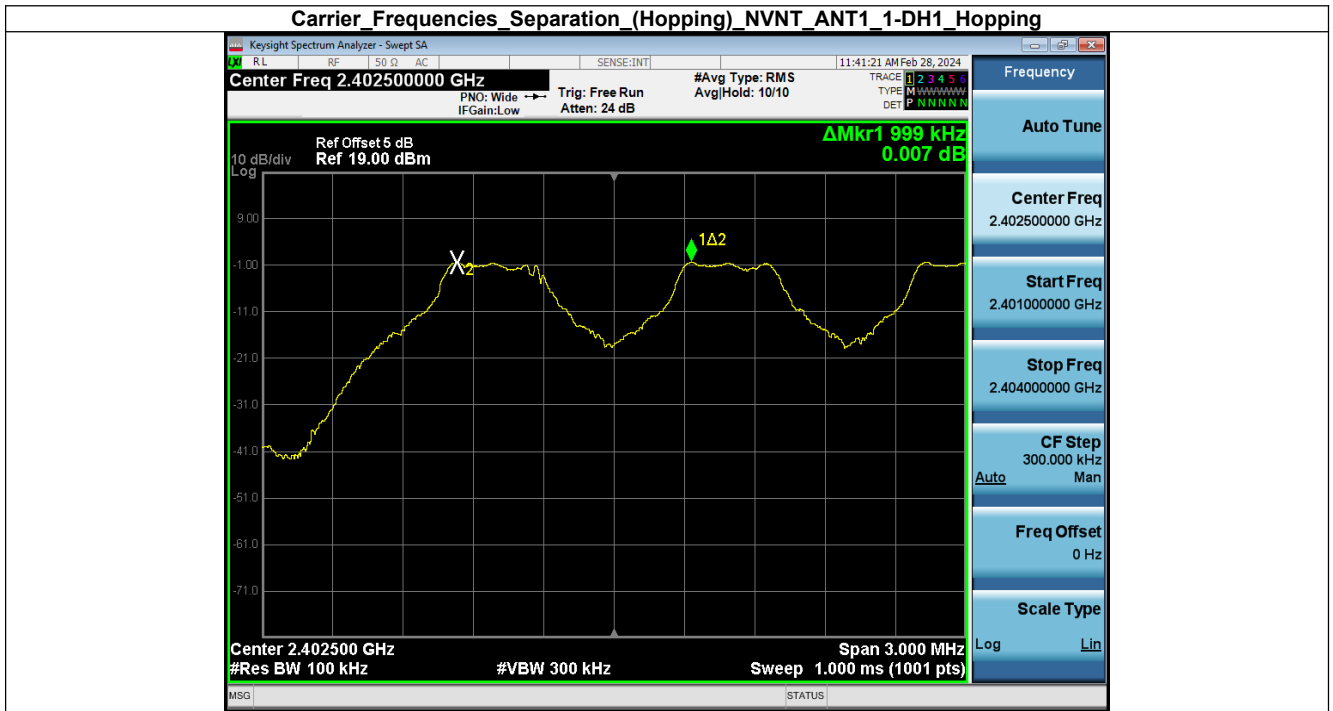 Carrier_Frequencies_Separation_(Hopping)_NVNT_ANT1_1-DH1_Hopping
Keysight Spectrum Analyzer - Swept SA
LXI RL RF 50 Ω AC SENSE:INT 11:41:21 AM Feb 28, 2024
Center Freq 2.402500000 GHz
PNO: Wide
IFGain:Low
Trig: Free Run
Atten: 24 dB
#Avg Type: RMS
Avg|Hold: 10/10
TRACE 1 2 3 4 5 6
TYPE M WWWWW
DET P N N N N N
ΔMkr1 999 kHz
0.007 dB
Ref Offset 5 dB
10 dB/div Ref 19.00 dBm
Log
9.00
-1.00
-11.0
-21.0
-31.0
-41.0
-51.0
-61.0
-71.0
X2
1Δ2
Center 2.402500 GHz Span 3.000 MHz
#Res BW 100 kHz #VBW 300 kHz Sweep 1.000 ms (1001 pts)
MSG STATUS
Frequency
Auto Tune
Center Freq
2.402500000 GHz
Start Freq
2.401000000 GHz
Stop Freq
2.404000000 GHz
CF Step
300.000 kHz
Auto Man
Freq Offset
0 Hz
Scale Type
Log Lin